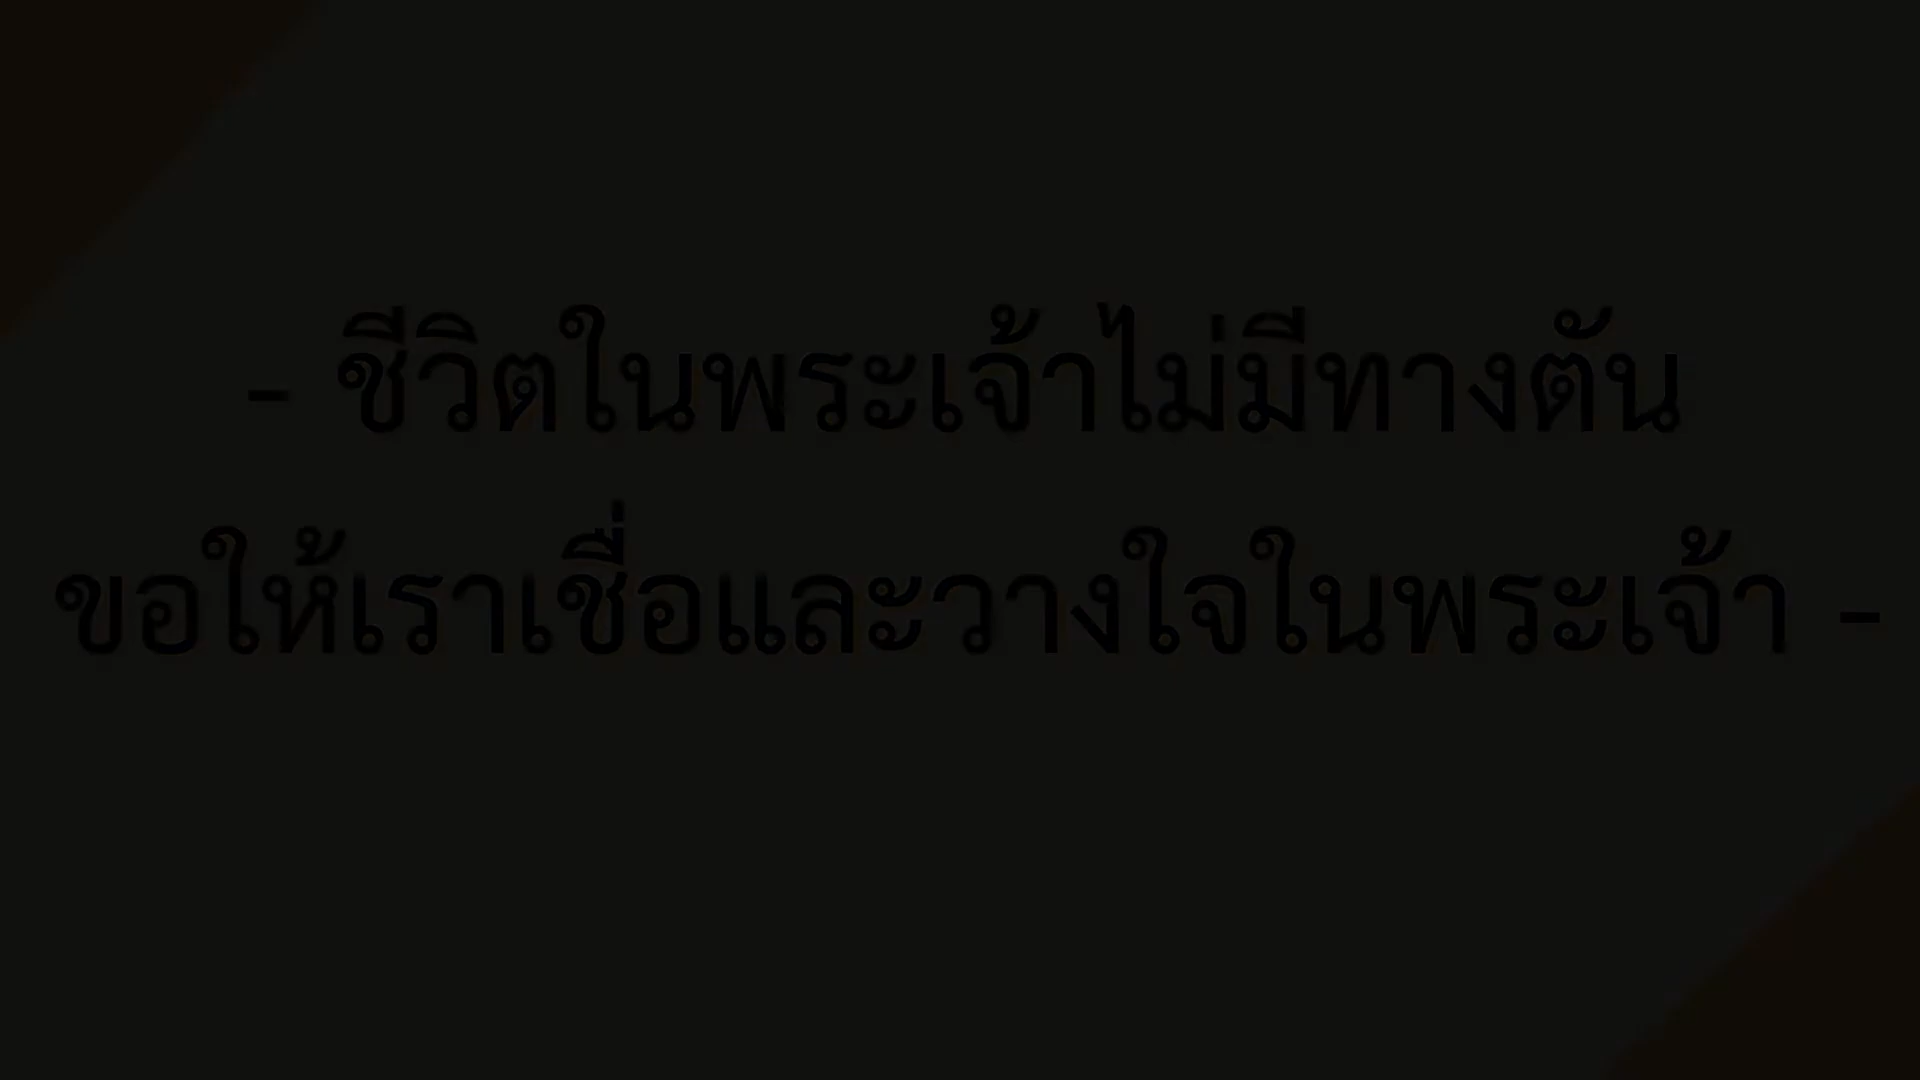 - ชีวิตในพระเจ้าไม่มีทางตัน
ขอให้เราเชื่อและวางใจในพระเจ้า -